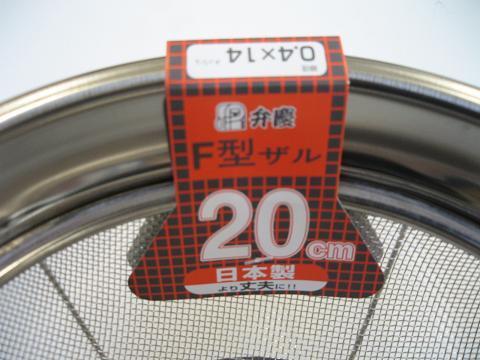 0.4×14
弁慶
F型ザル
20cm
日本製
より丈夫に!!